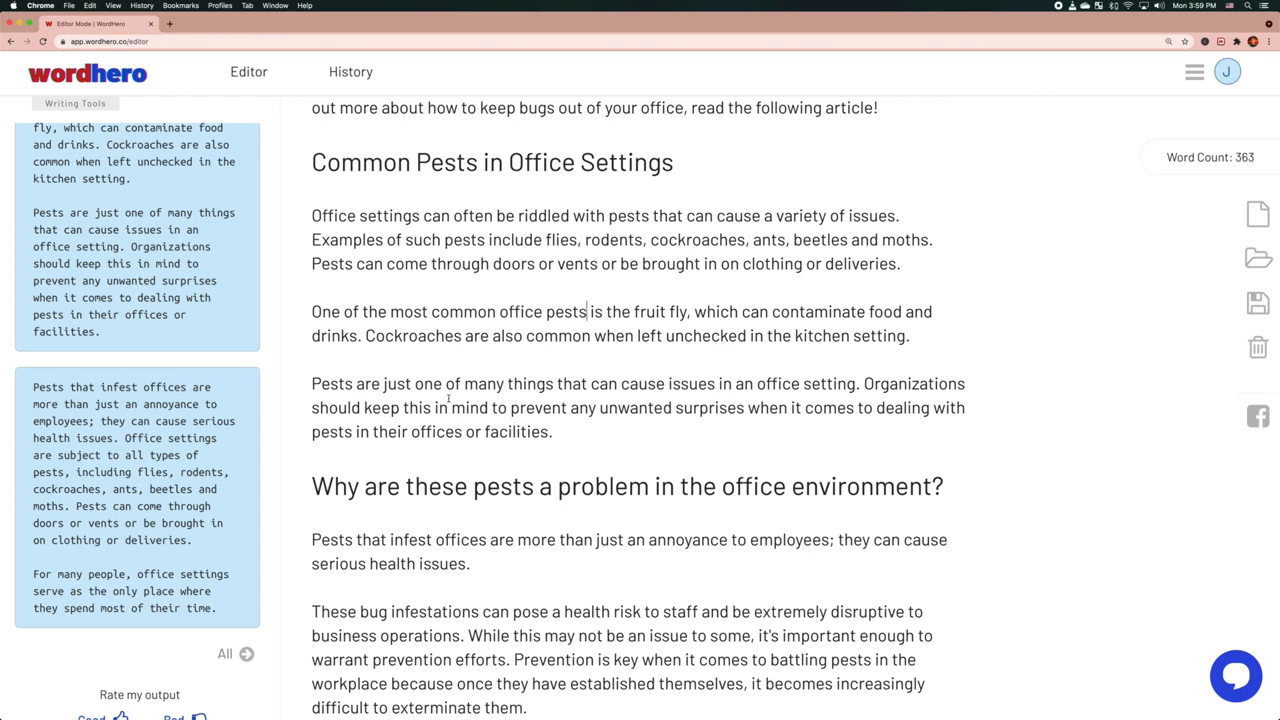 Chrome File Edit View History Bookmarks Profiles Tab Window Help
Mon 3:59 PM
Editor Mode | WordHero
app.wordhero.co/editor
wordhero
Editor
History
J
Writing Tools
fly, which can contaminate food
and drinks. Cockroaches are also
common when left unchecked in the
kitchen setting.
Pests are just one of many things
that can cause issues in an
office setting. Organizations
should keep this in mind to
prevent any unwanted surprises
when it comes to dealing with
pests in their offices or
facilities.
Pests that infest offices are
more than just an annoyance to
employees; they can cause serious
health issues. Office settings
are subject to all types of
pests, including flies, rodents,
cockroaches, ants, beetles and
moths. Pests can come through
doors or vents or be brought in
on clothing or deliveries.
For many people, office settings
serve as the only place where
they spend most of their time.
All
Rate my output
Good
Bad
out more about how to keep bugs out of your office, read the following article!
Common Pests in Office Settings
Office settings can often be riddled with pests that can cause a variety of issues.
Examples of such pests include flies, rodents, cockroaches, ants, beetles and moths.
Pests can come through doors or vents or be brought in on clothing or deliveries.
One of the most common office pests is the fruit fly, which can contaminate food and
drinks. Cockroaches are also common when left unchecked in the kitchen setting.
Pests are just one of many things that can cause issues in an office setting. Organizations
should keep this in mind to prevent any unwanted surprises when it comes to dealing with
pests in their offices or facilities.
Why are these pests a problem in the office environment?
Pests that infest offices are more than just an annoyance to employees; they can cause
serious health issues.
These bug infestations can pose a health risk to staff and be extremely disruptive to
business operations. While this may not be an issue to some, it's important enough to
warrant prevention efforts. Prevention is key when it comes to battling pests in the
workplace because once they have established themselves, it becomes increasingly
difficult to exterminate them.
Word Count: 363